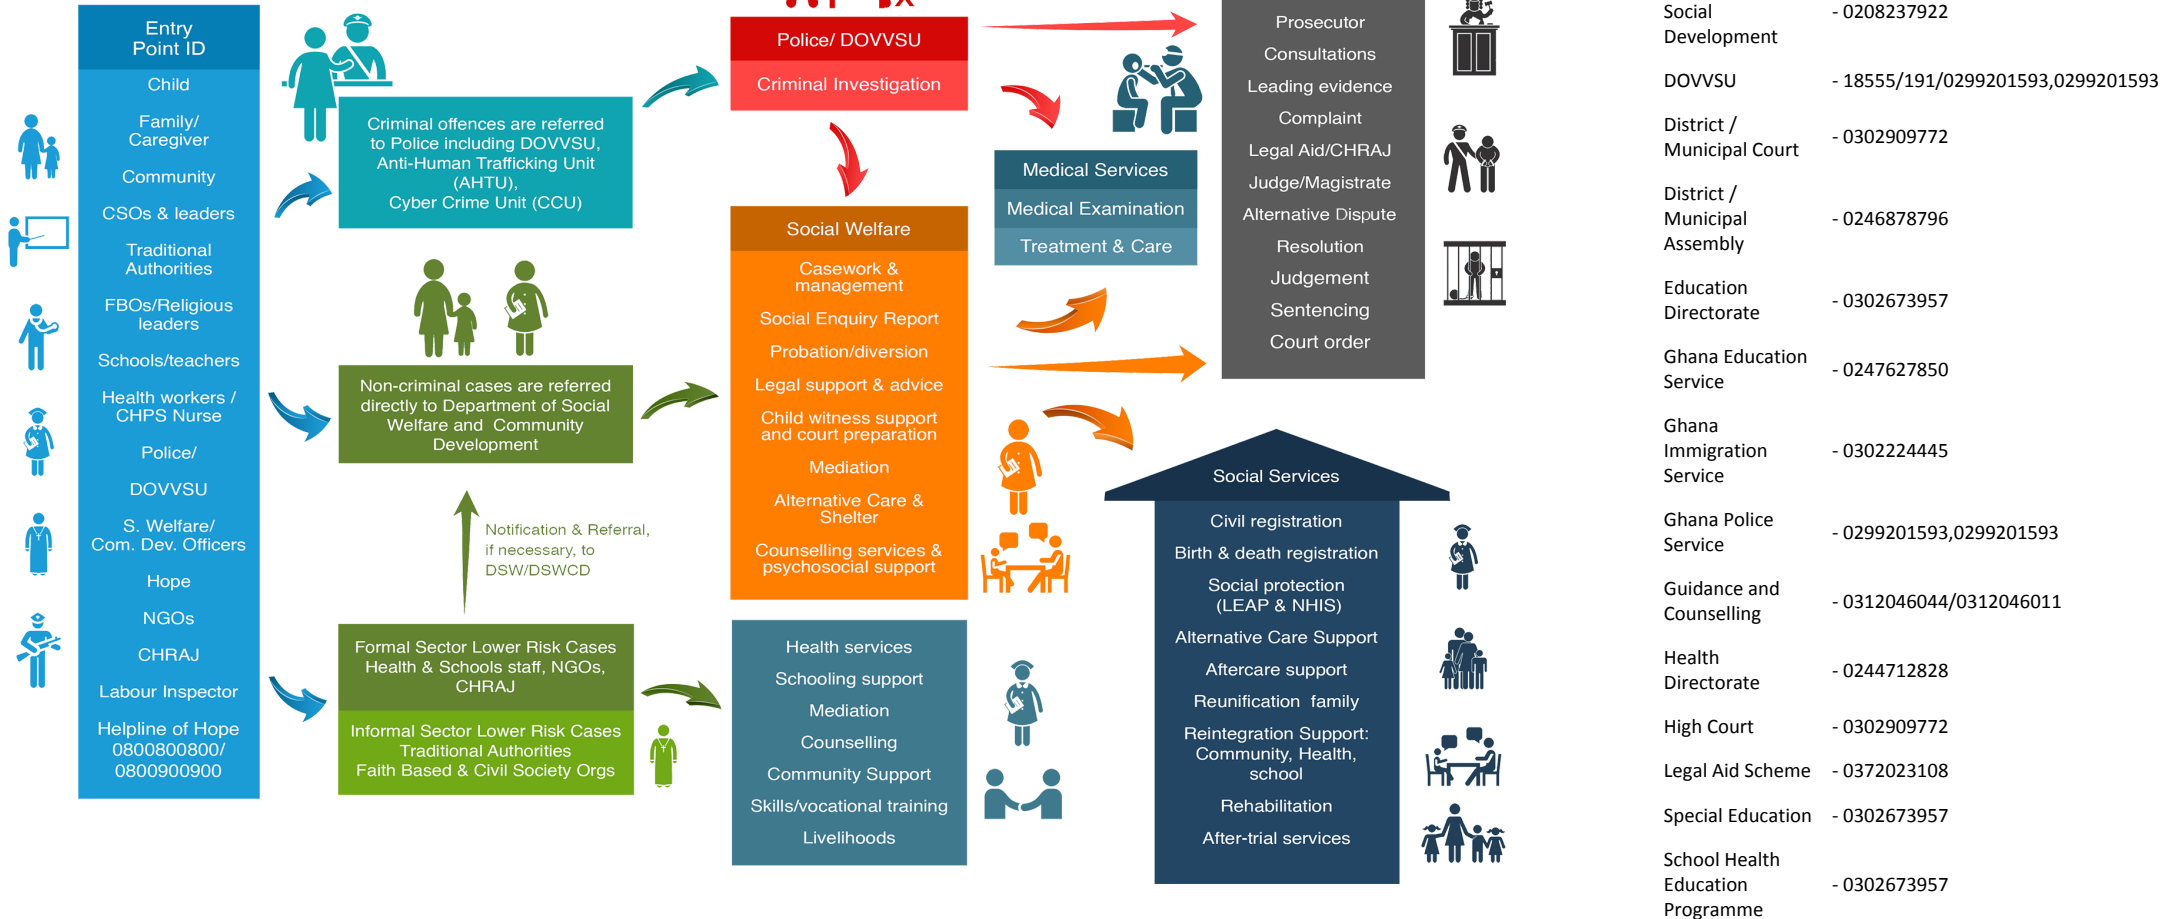 Entry
Point ID
Child
Family/
Caregiver
Community
CSOs & leaders
Traditional
Authorities
FBOs/Religious
leaders
Schools/teachers
Health workers /
CHPS Nurse
Police/
DOVVSU
S. Welfare/
Com. Dev. Officers
Hope
NGOs
CHRAJ
Labour Inspector
Helpline of Hope
0800800800/
0800900900
Criminal offences are referred
to Police including DOVVSU,
Anti-Human Trafficking Unit
(AHTU),
Cyber Crime Unit (CCU)
Non-criminal cases are referred
directly to Department of Social
Welfare and Community
Development
Notification & Referral,
if necessary, to
DSW/DSWCD
Formal Sector Lower Risk Cases
Health & Schools staff, NGOs,
CHRAJ
Informal Sector Lower Risk Cases
Traditional Authorities
Faith Based & Civil Society Orgs
Police/ DOVVSU
Criminal Investigation
Social Welfare
Casework &
management
Social Enquiry Report
Probation/diversion
Legal support & advice
Child witness support
and court preparation
Mediation
Alternative Care &
Shelter
Counselling services &
psychosocial support
Health services
Schooling support
Mediation
Counselling
Community Support
Skills/vocational training
Livelihoods
Medical Services
Medical Examination
Treatment & Care
Prosecutor
Consultations
Leading evidence
Complaint
Legal Aid/CHRAJ
Judge/Magistrate
Alternative Dispute
Resolution
Judgement
Sentencing
Court order
Social Services
Civil registration
Birth & death registration
Social protection
(LEAP & NHIS)
Alternative Care Support
Aftercare support
Reunification family
Reintegration Support:
Community, Health,
school
Rehabilitation
After-trial services
Social
Development - 0208237922
DOVVSU - 18555/191/0299201593,0299201593
District /
Municipal Court - 0302909772
District /
Municipal - 0246878796
Assembly
Education
Directorate - 0302673957
Ghana Education
Service - 0247627850
Ghana
Immigration - 0302224445
Service
Ghana Police
Service - 0299201593,0299201593
Guidance and
Counselling - 0312046044/0312046011
Health
Directorate - 0244712828
High Court - 0302909772
Legal Aid Scheme - 0372023108
Special Education - 0302673957
School Health
Education - 0302673957
Programme